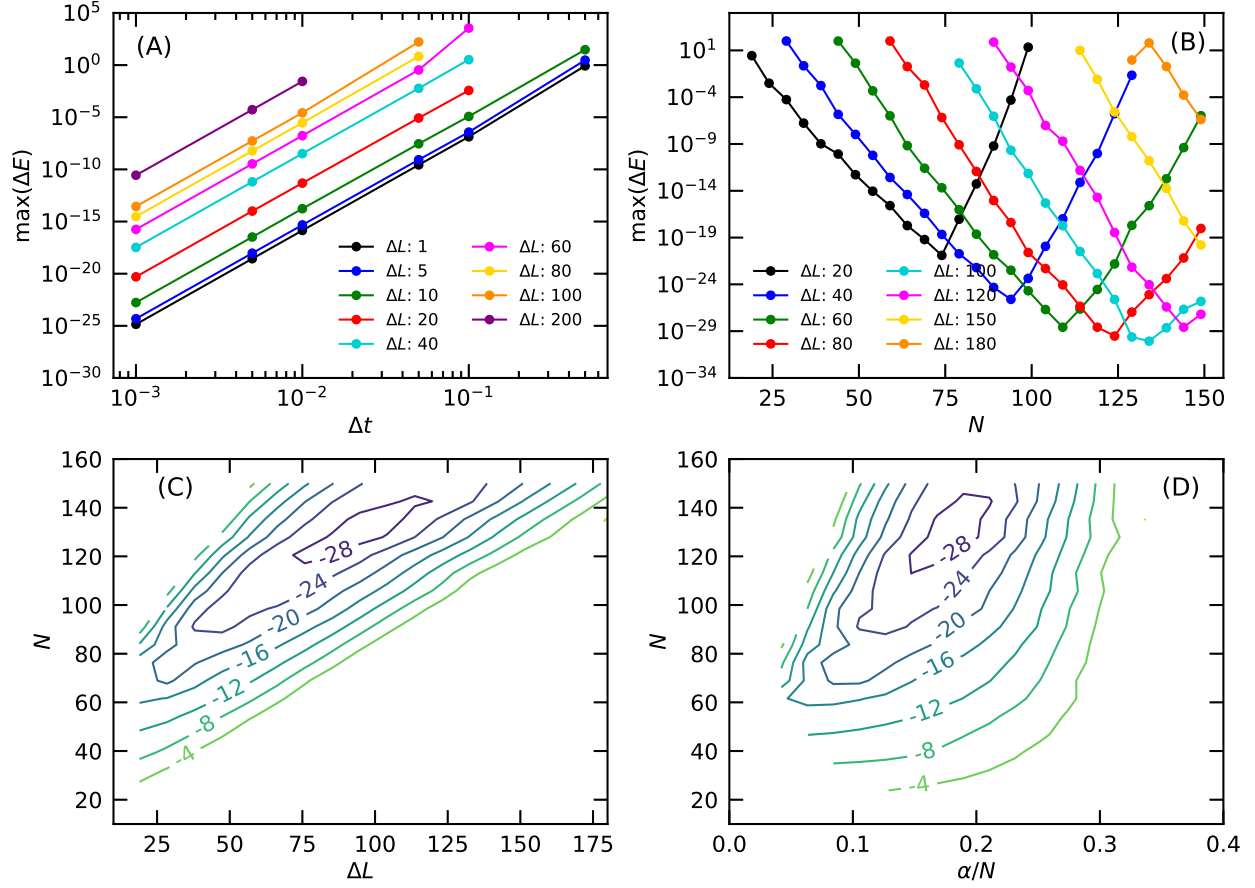 (A)
max(ΔE)
10^5
10^0
10^−5
10^−10
10^−15
10^−20
10^−25
10^−30
ΔL: 1
ΔL: 5
ΔL: 10
ΔL: 20
ΔL: 40
ΔL: 60
ΔL: 80
ΔL: 100
ΔL: 200
10^−3
10^−2
10^−1
Δt
(B)
max(ΔE)
10^1
10^−4
10^−9
10^−14
10^−19
10^−24
10^−29
10^−34
ΔL: 20
ΔL: 40
ΔL: 60
ΔL: 80
ΔL: 100
ΔL: 120
ΔL: 150
ΔL: 180
25 50 75 100 125 150
N
(C)
N
160
140
120
100
80
60
40
20
-28
-24
-20
-16
-12
-8
-4
25 50 75 100 125 150 175
ΔL
(D)
N
160
140
120
100
80
60
40
20
-28
-24
-20
-16
-12
-8
-4
0.0 0.1 0.2 0.3 0.4
α/N